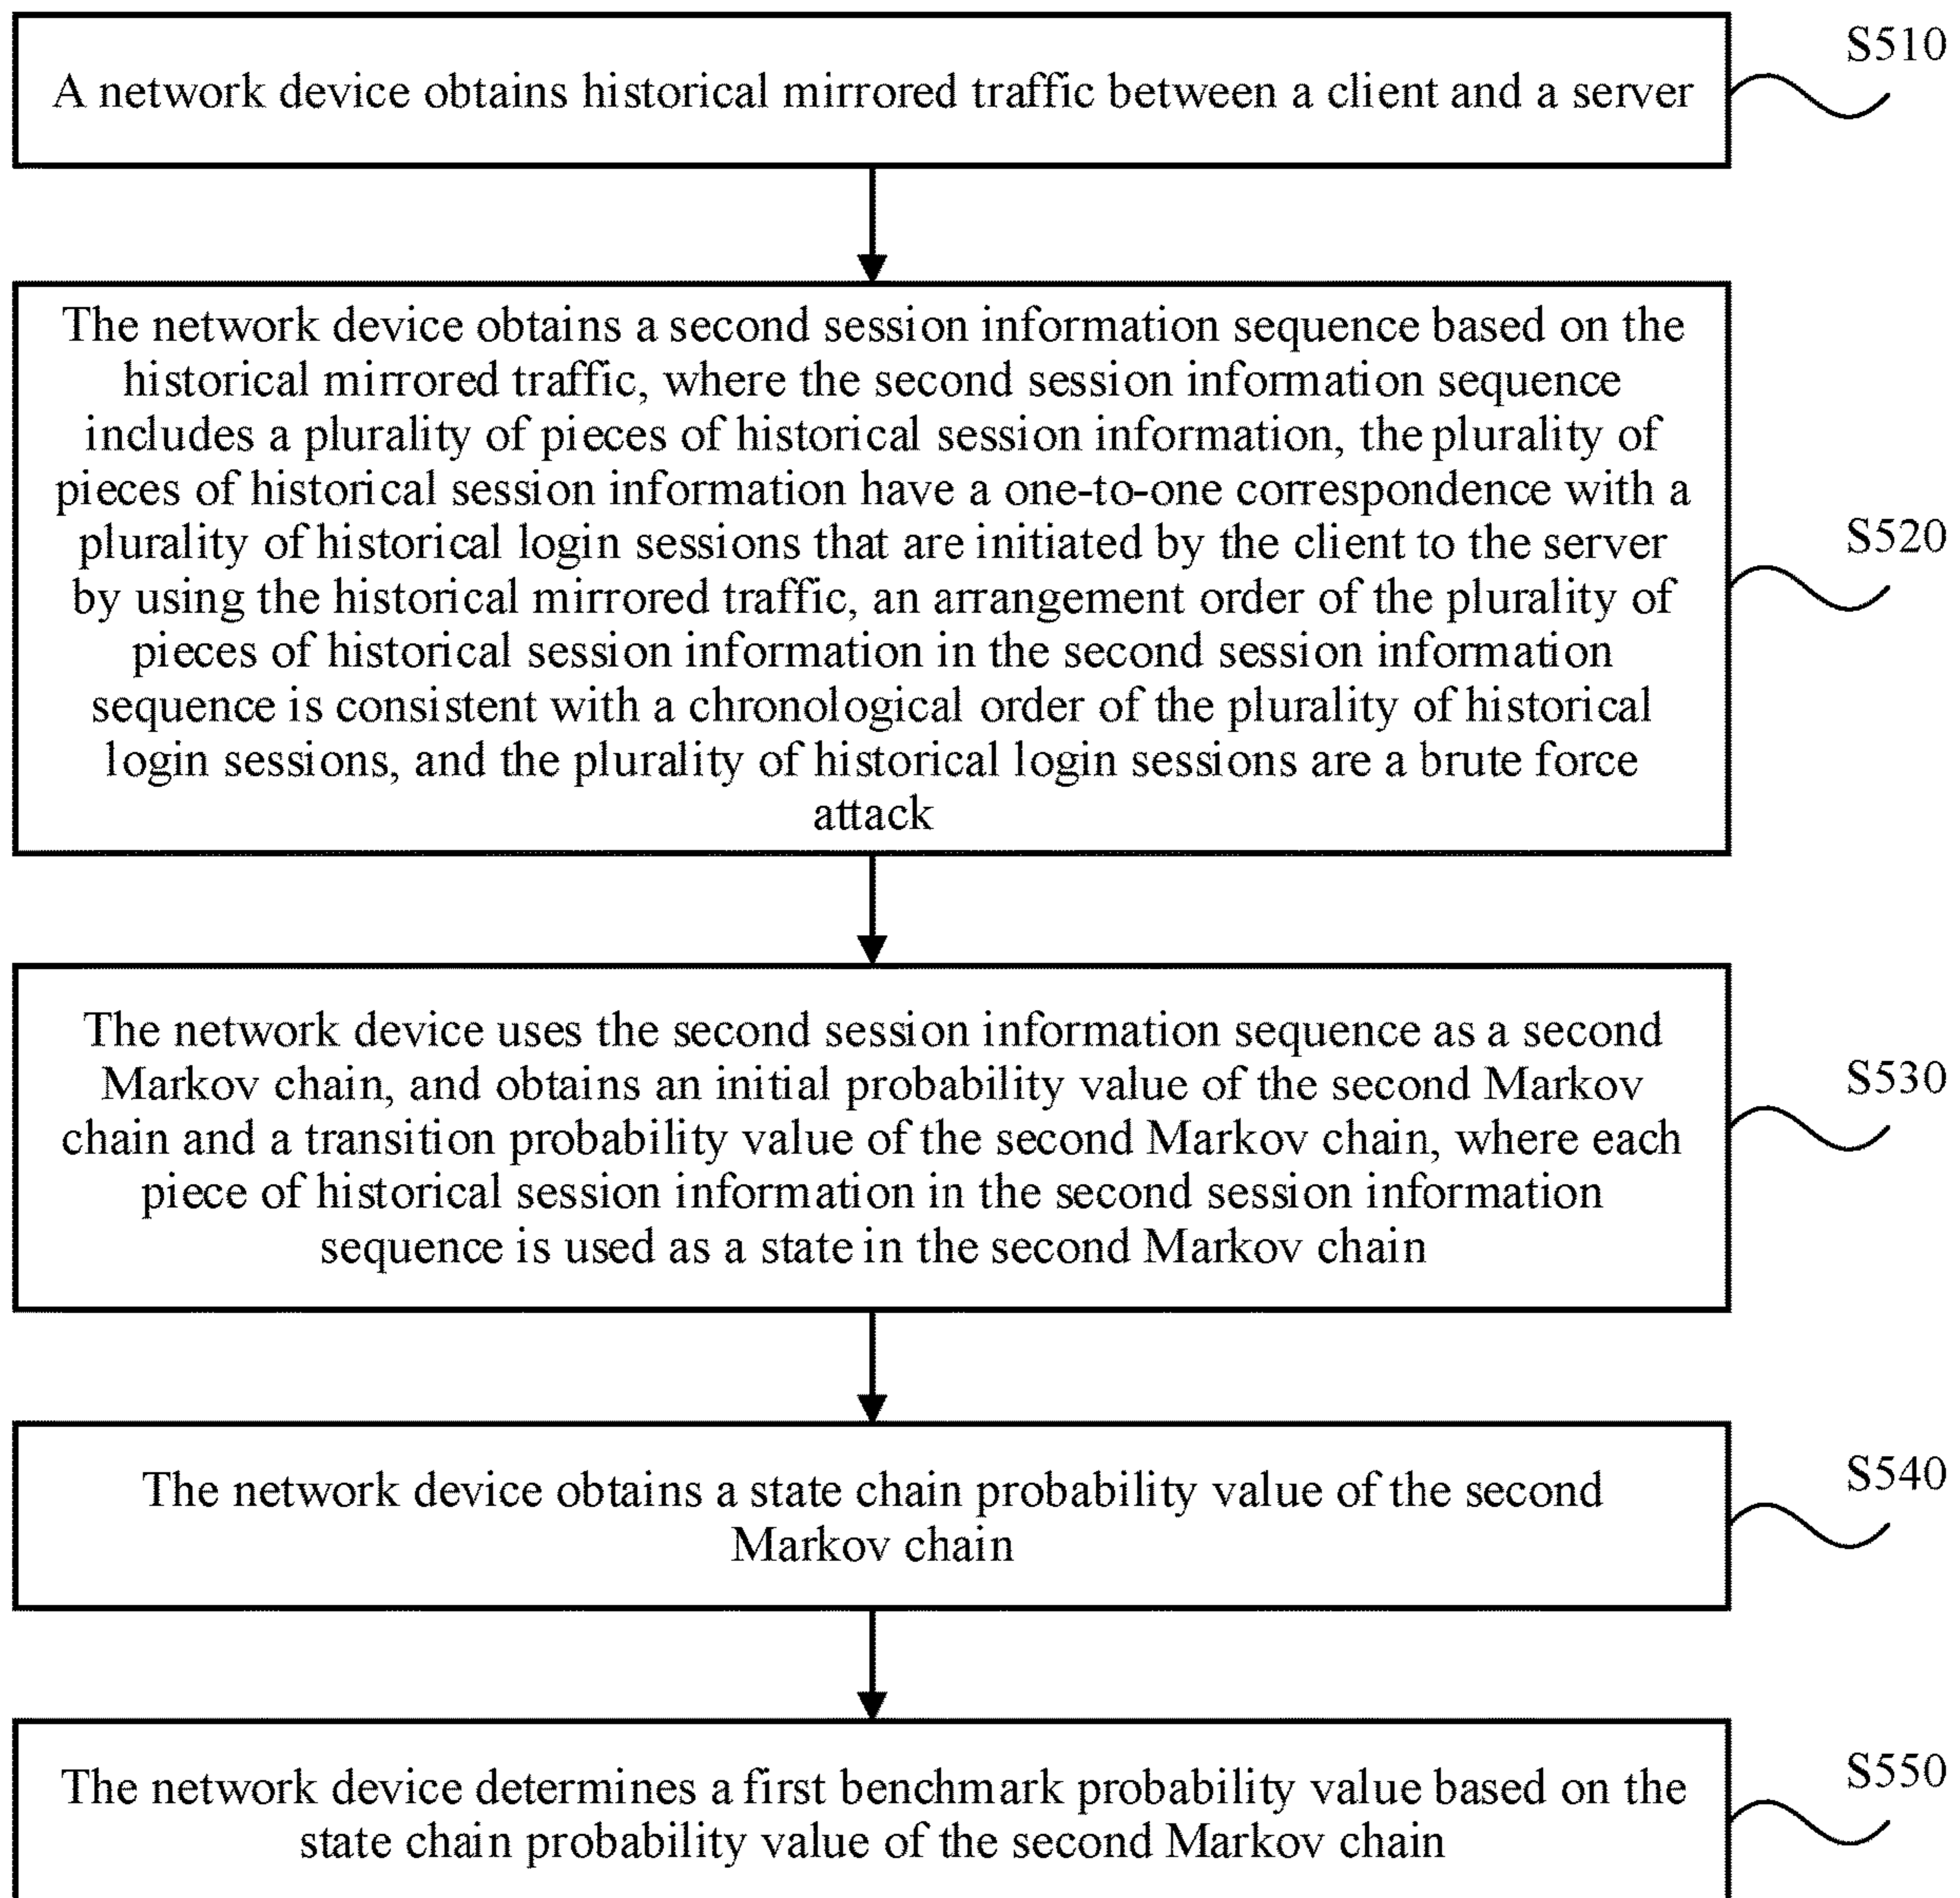 S510
A network device obtains historical mirrored traffic between a client and a server
The network device obtains a second session information sequence based on the
historical mirrored traffic, where the second session information sequence
includes a plurality of pieces of historical session information, the plurality of
pieces of historical session information have a one-to-one correspondence with a
plurality of historical login sessions that are initiated by the client to the server
by using the historical mirrored traffic, an arrangement order of the plurality of
pieces of historical session information in the second session information
sequence is consistent with a chronological order of the plurality of historical
login sessions, and the plurality of historical login sessions are a brute force
attack
S520
The network device uses the second session information sequence as a second
Markov chain, and obtains an initial probability value of the second Markov
chain and a transition probability value of the second Markov chain, where each
piece of historical session information in the second session information
sequence is used as a state in the second Markov chain
S530
The network device obtains a state chain probability value of the second
Markov chain
S540
The network device determines a first benchmark probability value based on the
state chain probability value of the second Markov chain
S550